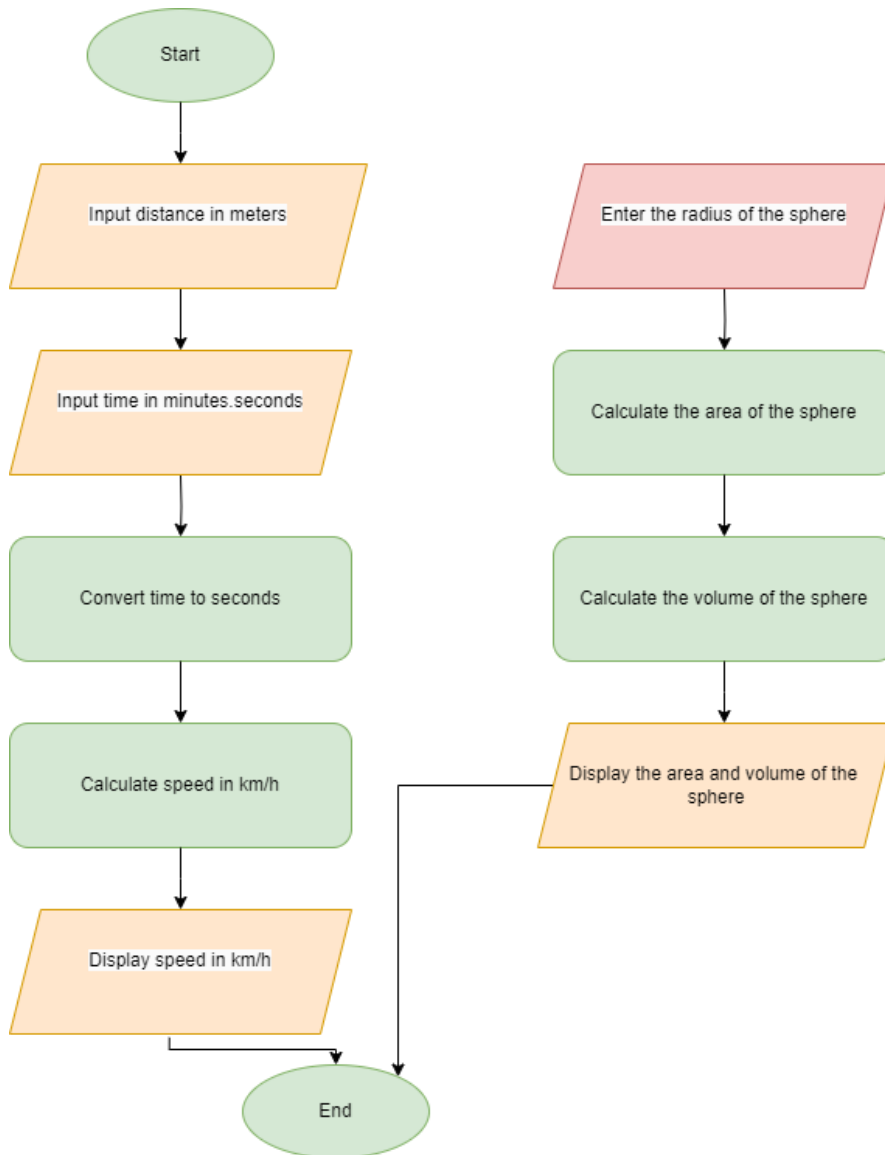 Start
Input distance in meters
Input time in minutes.seconds
Convert time to seconds
Calculate speed in km/h
Display speed in km/h
Enter the radius of the sphere
Calculate the area of the sphere
Calculate the volume of the sphere
Display the area and volume of the
sphere
End